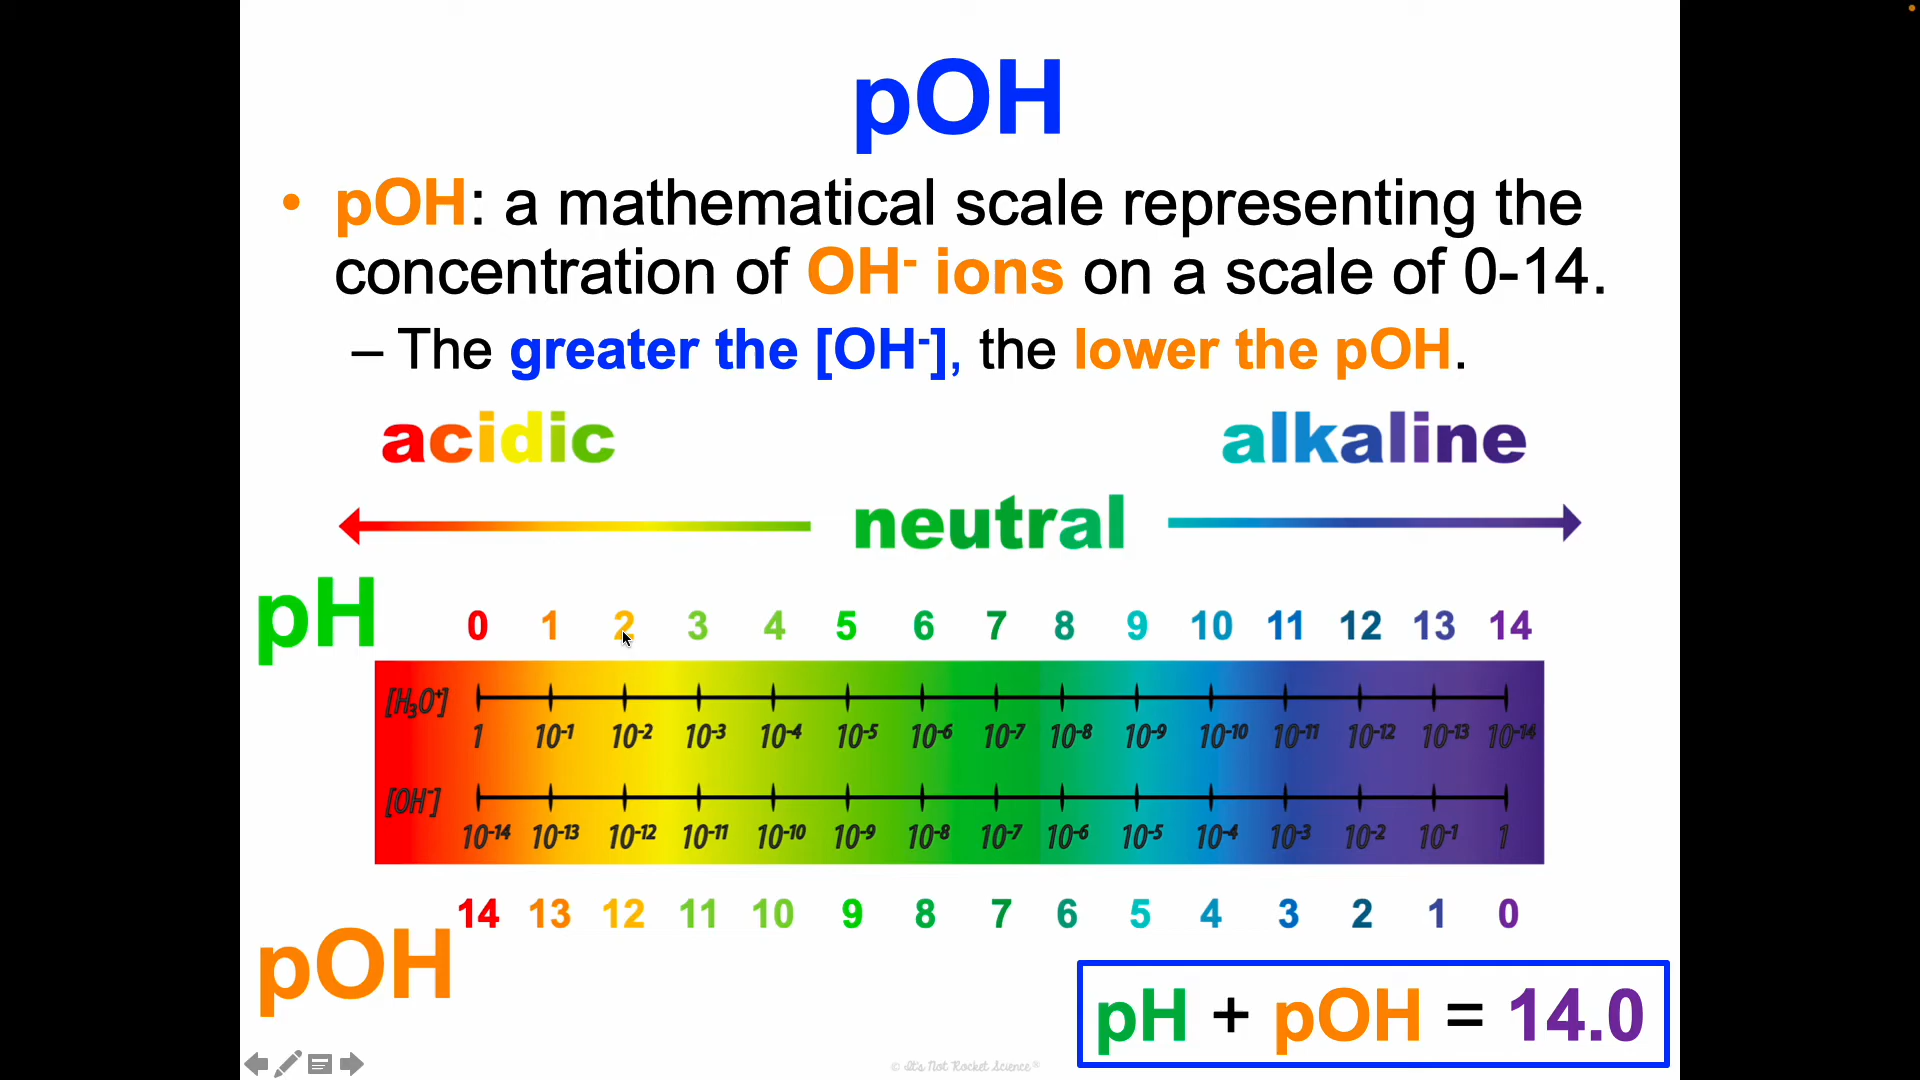 pOH
• pOH: a mathematical scale representing the
concentration of OH⁻ ions on a scale of 0-14.
– The greater the [OH⁻], the lower the pOH.
acidic
alkaline
neutral
pH
0 1 2 3 4 5 6 7 8 9 10 11 12 13 14
[H₃O⁺]
1 10⁻¹ 10⁻² 10⁻³ 10⁻⁴ 10⁻⁵ 10⁻⁶ 10⁻⁷ 10⁻⁸ 10⁻⁹ 10⁻¹⁰ 10⁻¹¹ 10⁻¹² 10⁻¹³ 10⁻¹⁴
[OH⁻]
10⁻¹⁴ 10⁻¹³ 10⁻¹² 10⁻¹¹ 10⁻¹⁰ 10⁻⁹ 10⁻⁸ 10⁻⁷ 10⁻⁶ 10⁻⁵ 10⁻⁴ 10⁻³ 10⁻² 10⁻¹ 1
14 13 12 11 10 9 8 7 6 5 4 3 2 1 0
pOH
pH + pOH = 14.0
© It's Not Rocket Science®